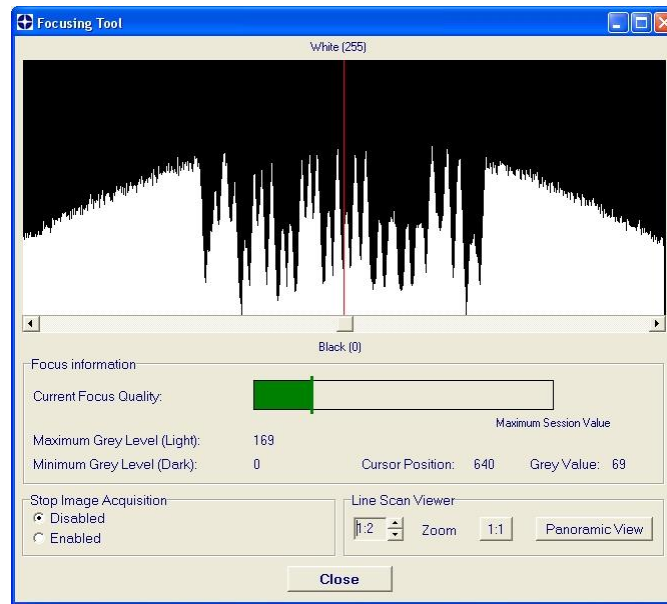 Focusing Tool
White (255)
Black (0)
Focus information
Current Focus Quality:
Maximum Session Value
Maximum Grey Level (Light): 169
Minimum Grey Level (Dark): 0 Cursor Position: 640 Grey Value: 69
Stop Image Acquisition
Disabled
Enabled
Line Scan Viewer
1:2 Zoom 1:1 Panoramic View
Close